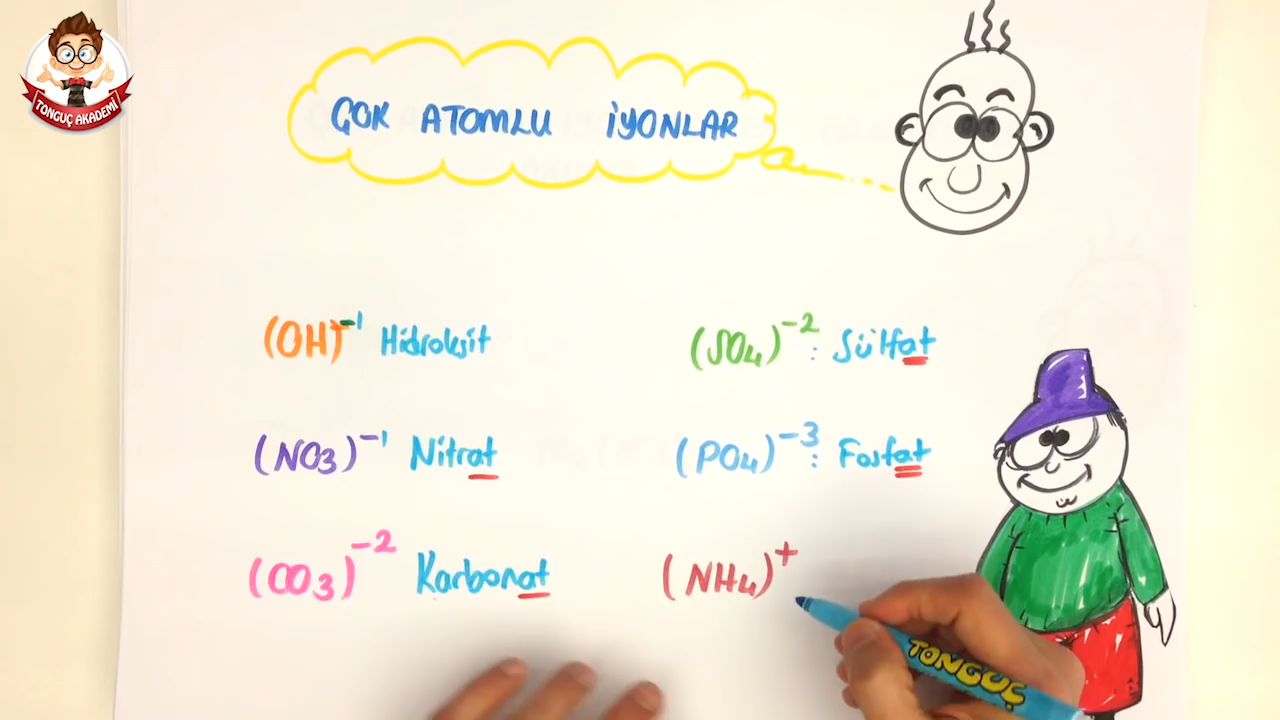 TONGUÇ AKADEMİ
ÇOK ATOMLU İYONLAR
(OH)⁻¹ Hidroksit
(SO₄)⁻² : Sülfat
(NO₃)⁻¹ Nitrat
(PO₄)⁻³ : Fosfat
(CO₃)⁻² Karbonat
(NH₄)⁺
TONGUÇ